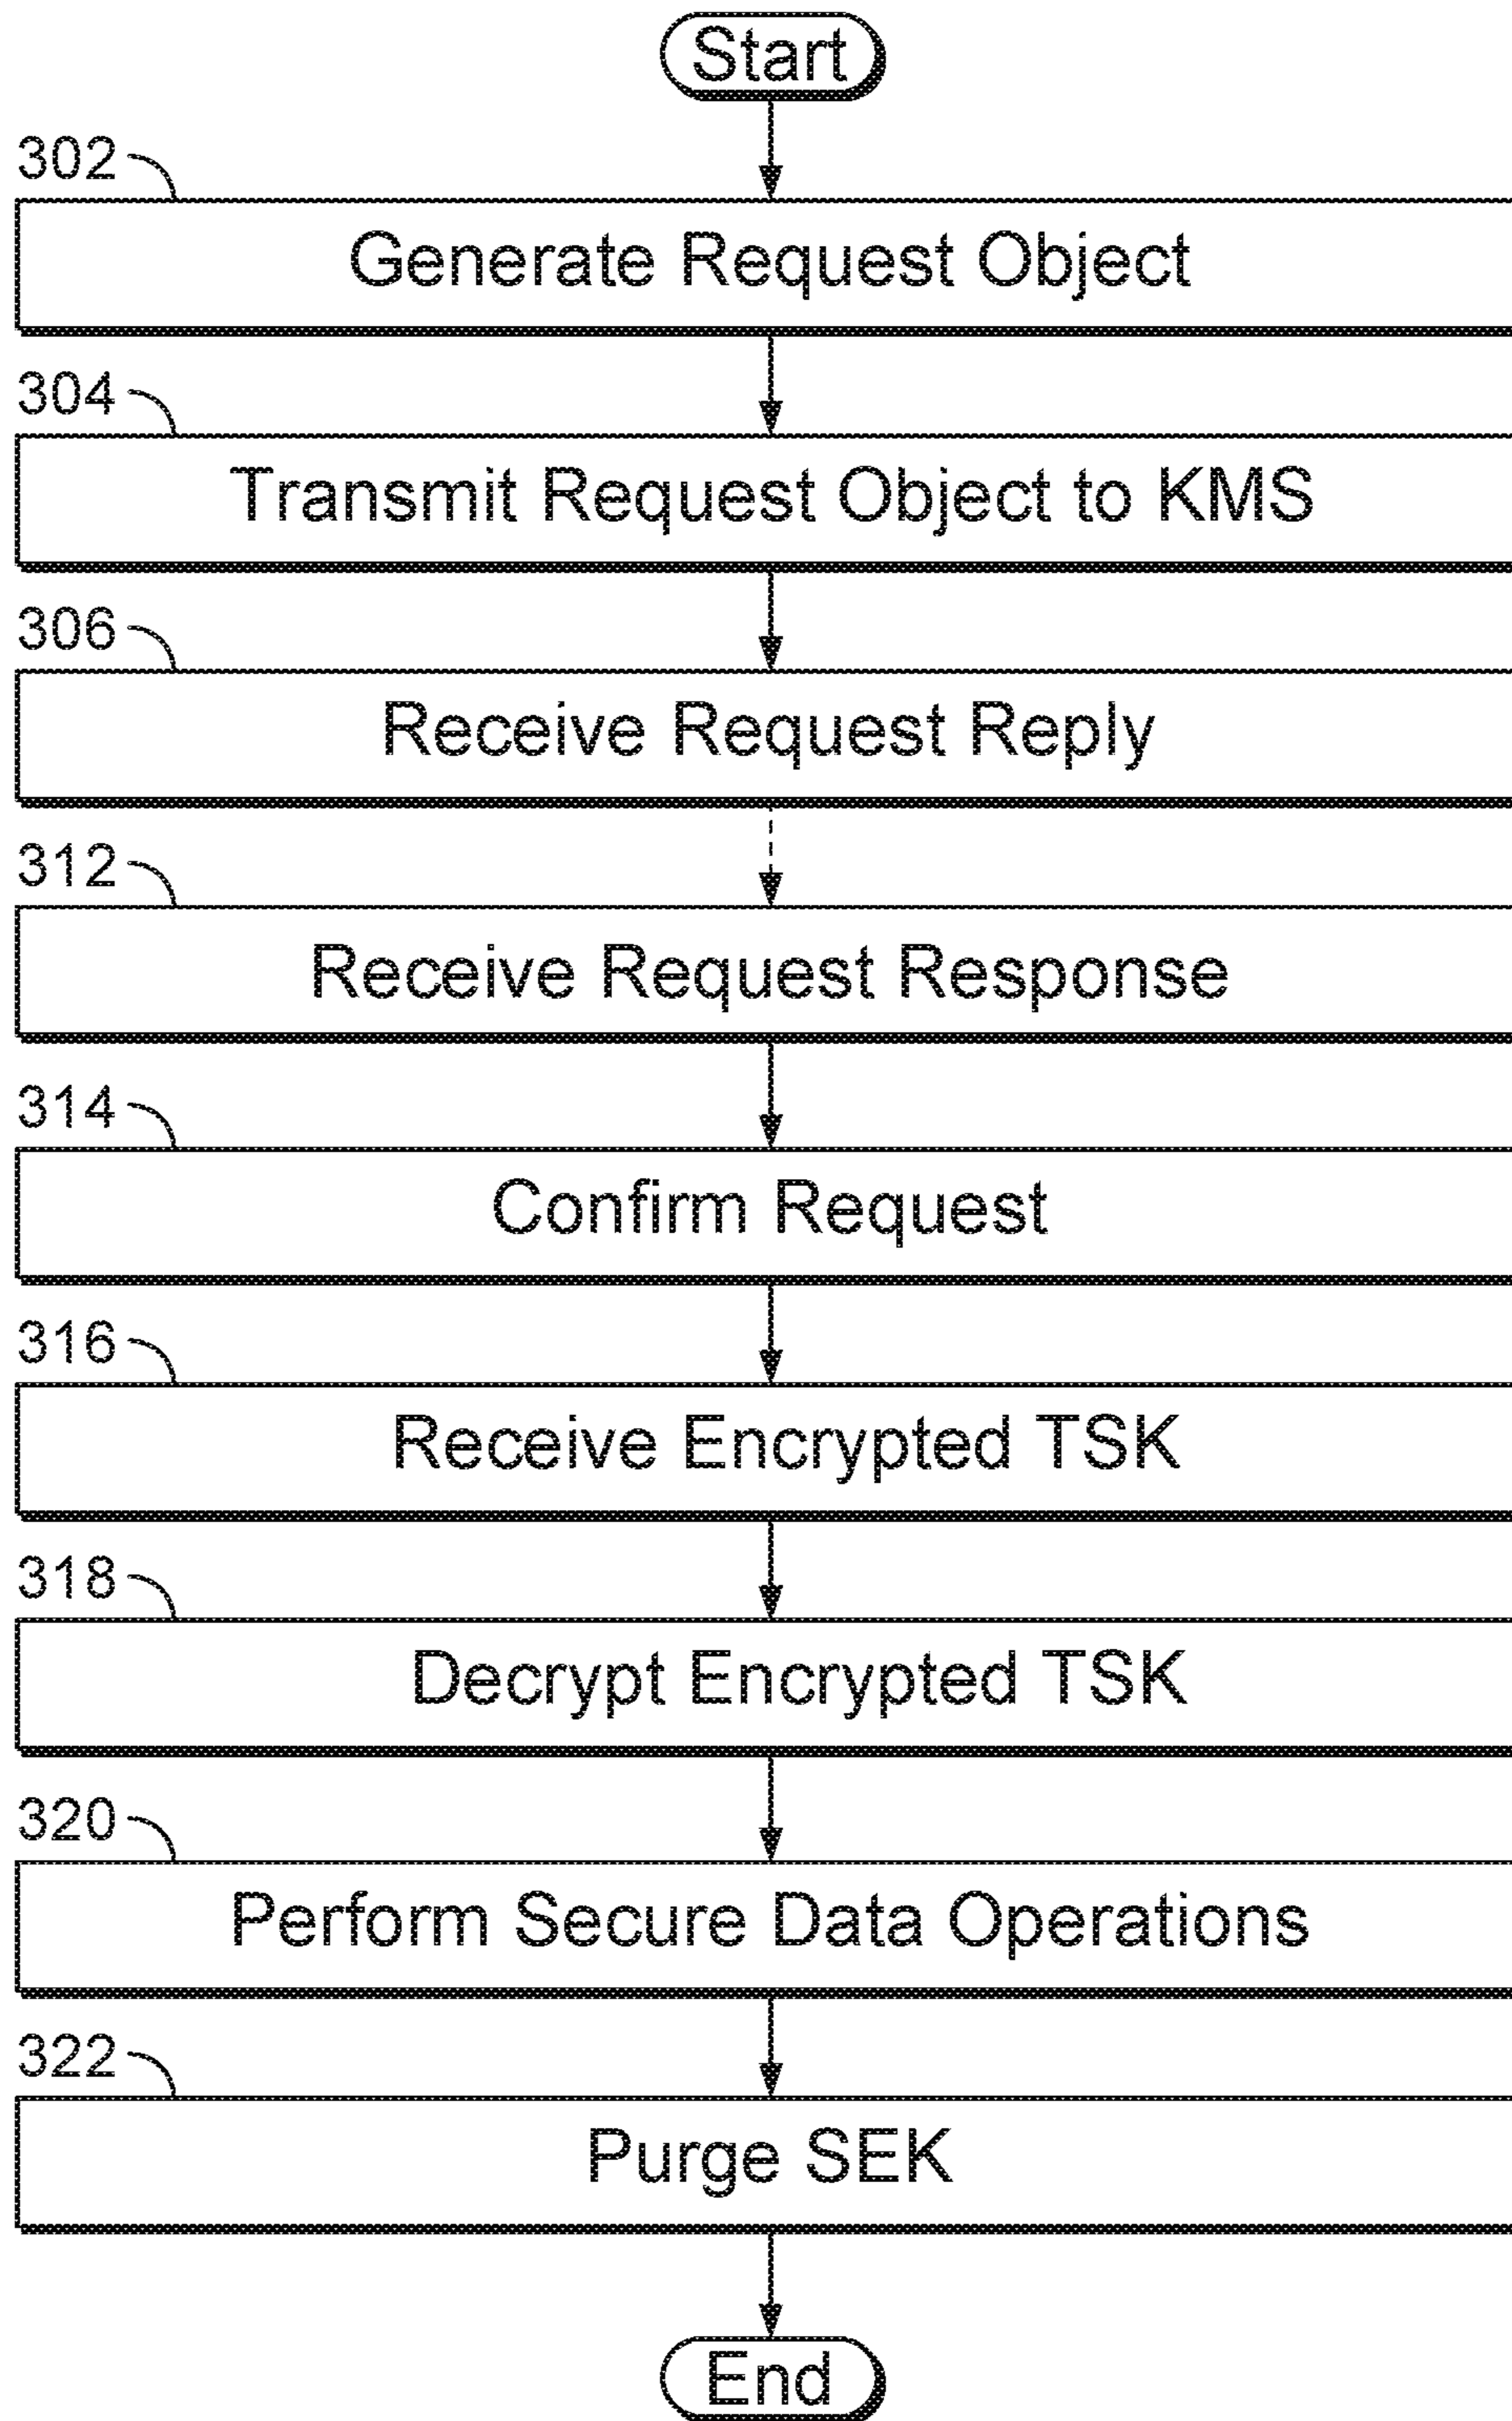 Start
302
Generate Request Object
304
Transmit Request Object to KMS
306
Receive Request Reply
312
Receive Request Response
314
Confirm Request
316
Receive Encrypted TSK
318
Decrypt Encrypted TSK
320
Perform Secure Data Operations
322
Purge SEK
End